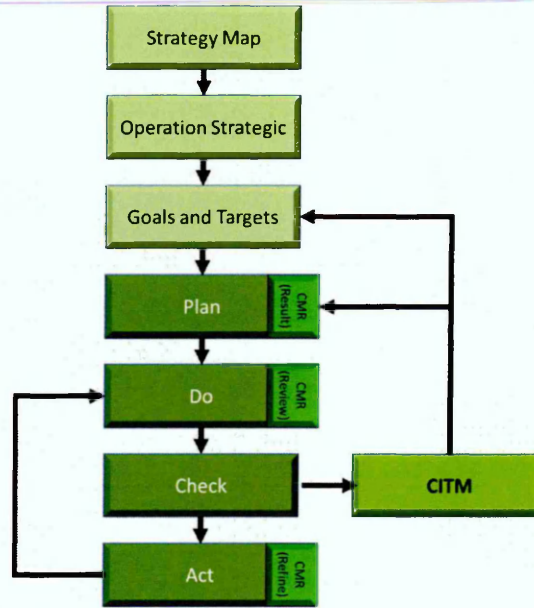 Strategy Map
Operation Strategic
Goals and Targets
Plan
CMR
(Result)
Do
CMR
(Review)
Check
CITM
Act
CMR
(Refine)